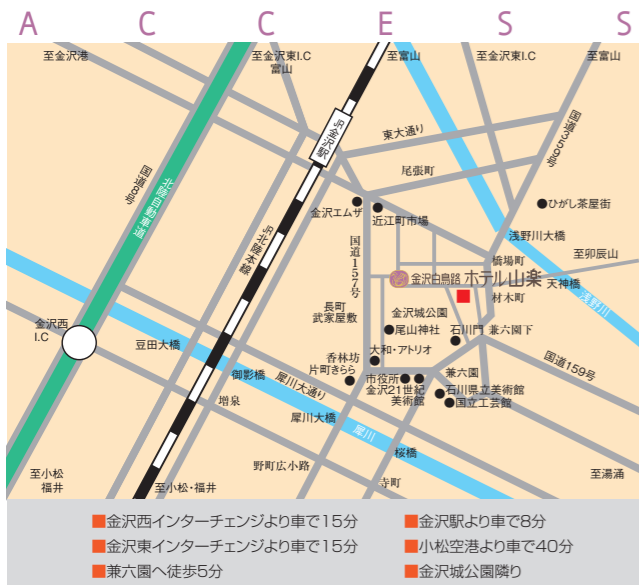 ACCESS
至金沢港
至金沢東I.C
富山
至富山
至金沢東I.C
至富山
国道8号
北陸自動車道
JR金沢駅
JR北陸本線
東大通り
尾張町
国道359号
金沢エムザ
近江町市場
ひがし茶屋街
浅野川大橋
国道157号
橋場町
至卯辰山
金沢白鳥路 ホテル山楽
天神橋
材木町
浅野川
長町
武家屋敷
金沢城公園
尾山神社
石川門
兼六園下
金沢西
I.C
豆田大橋
大和・アトリオ
香林坊
片町きらら
御影橋
犀川大通り
市役所
金沢21世紀
美術館
兼六園
石川県立美術館
国立工芸館
国道159号
増泉
犀川大橋
犀川
桜橋
至小松
福井
至小松・福井
野町広小路
寺町
至湯涌
■金沢西インターチェンジより車で15分
■金沢東インターチェンジより車で15分
■兼六園へ徒歩5分
■金沢駅より車で8分
■小松空港より車で40分
■金沢城公園隣り